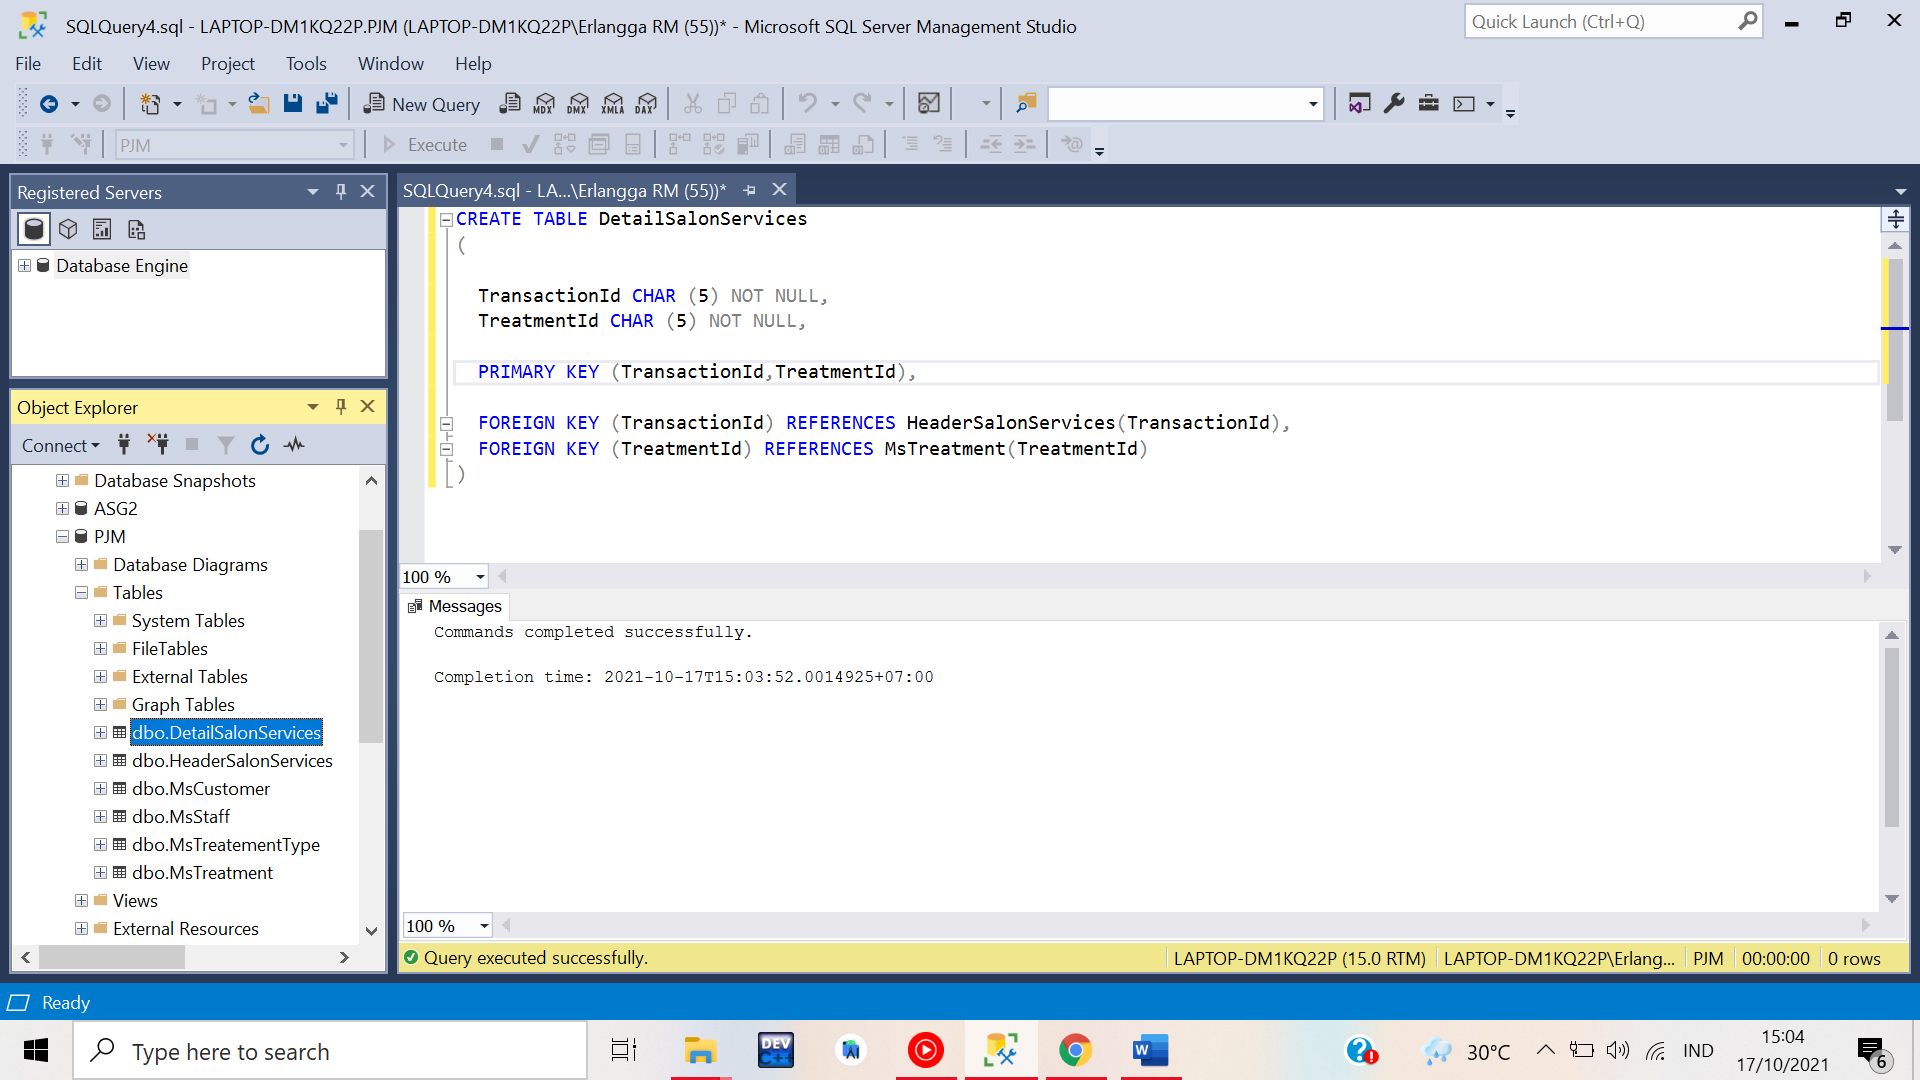 SQLQuery4.sql - LAPTOP-DM1KQ22P.PJM (LAPTOP-DM1KQ22P\Erlangga RM (55))* - Microsoft SQL Server Management Studio
Quick Launch (Ctrl+Q)
File Edit View Project Tools Window Help
New Query MDX DMX XMLA DAX
PJM Execute
Registered Servers
Database Engine
Object Explorer
Connect
Database Snapshots
ASG2
PJM
Database Diagrams
Tables
System Tables
FileTables
External Tables
Graph Tables
dbo.DetailSalonServices
dbo.HeaderSalonServices
dbo.MsCustomer
dbo.MsStaff
dbo.MsTreatementType
dbo.MsTreatment
Views
External Resources
SQLQuery4.sql - LA...\Erlangga RM (55))*
CREATE TABLE DetailSalonServices
(
TransactionId CHAR (5) NOT NULL,
TreatmentId CHAR (5) NOT NULL,
PRIMARY KEY (TransactionId,TreatmentId),
FOREIGN KEY (TransactionId) REFERENCES HeaderSalonServices(TransactionId),
FOREIGN KEY (TreatmentId) REFERENCES MsTreatment(TreatmentId)
)
100 %
Messages
Commands completed successfully.
Completion time: 2021-10-17T15:03:52.0014925+07:00
100 %
Query executed successfully. LAPTOP-DM1KQ22P (15.0 RTM) LAPTOP-DM1KQ22P\Erlang... PJM 00:00:00 0 rows
Ready
Type here to search
DEV C++
W
30°C
IND
15:04
17/10/2021
6